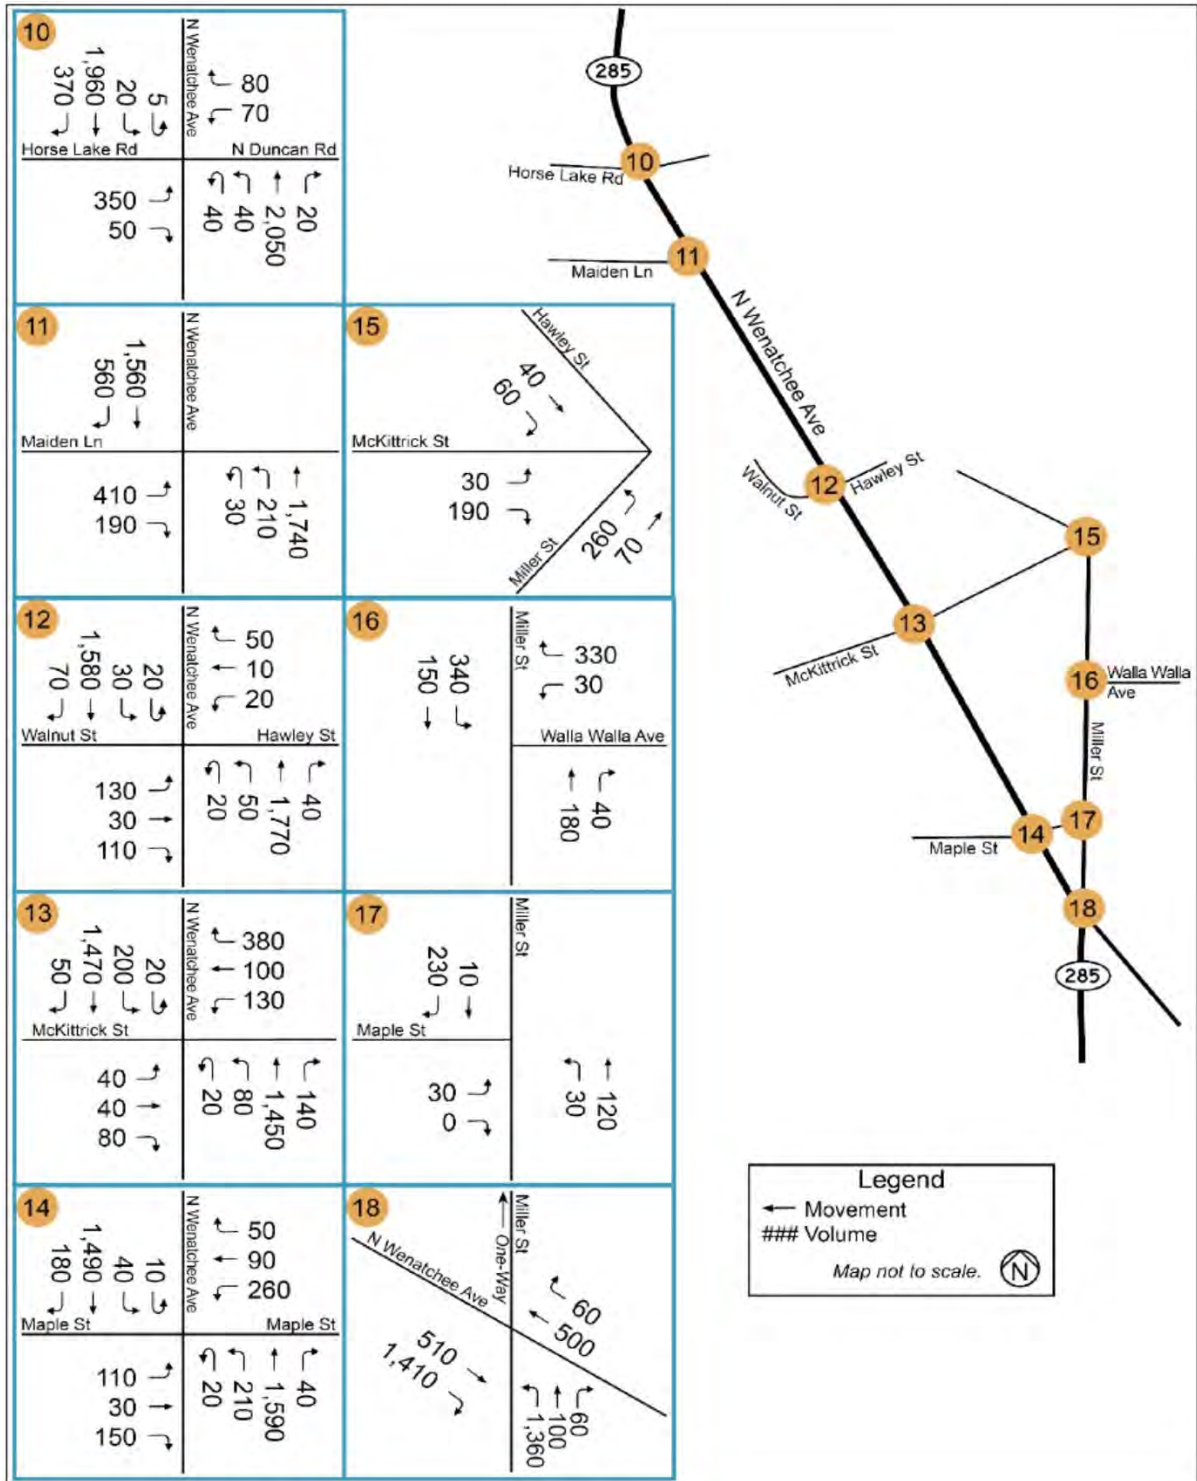 10
N Wenatchee Ave
5
20
1,960
370
80
70
Horse Lake Rd
N Duncan Rd
350
50
40
40
2,050
20
11
N Wenatchee Ave
1,560
560
Maiden Ln
410
190
30
210
1,740
15
Hawley St
40
60
McKittrick St
30
190
Miller St
260
70
12
N Wenatchee Ave
20
30
1,580
70
50
10
20
Walnut St
Hawley St
130
30
110
20
50
1,770
40
16
Miller St
340
150
330
30
Walla Walla Ave
180
40
13
N Wenatchee Ave
20
200
1,470
50
380
100
130
McKittrick St
40
40
80
20
80
1,450
140
17
Miller St
10
230
Maple St
30
0
30
120
14
N Wenatchee Ave
10
40
1,490
180
50
90
260
Maple St
Maple St
110
30
150
20
210
1,590
40
18
Miller St
One-Way
N Wenatchee Ave
60
500
510
1,410
1,360
100
60
285
10
Horse Lake Rd
11
Maiden Ln
N Wenatchee Ave
12
Walnut St
Hawley St
15
13
McKittrick St
16
Walla Walla
Ave
Miller St
17
14
Maple St
18
285
Legend
Movement
### Volume
Map not to scale.
N